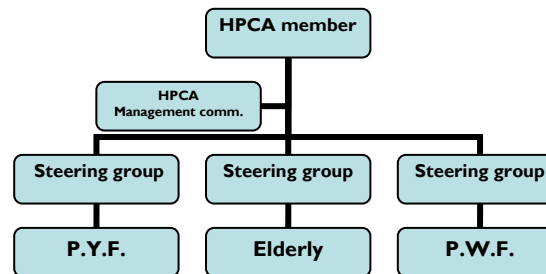 HPCA member
HPCA
Management comm.
Steering group
Steering group
Steering group
P.Y.F.
Elderly
P.W.F.